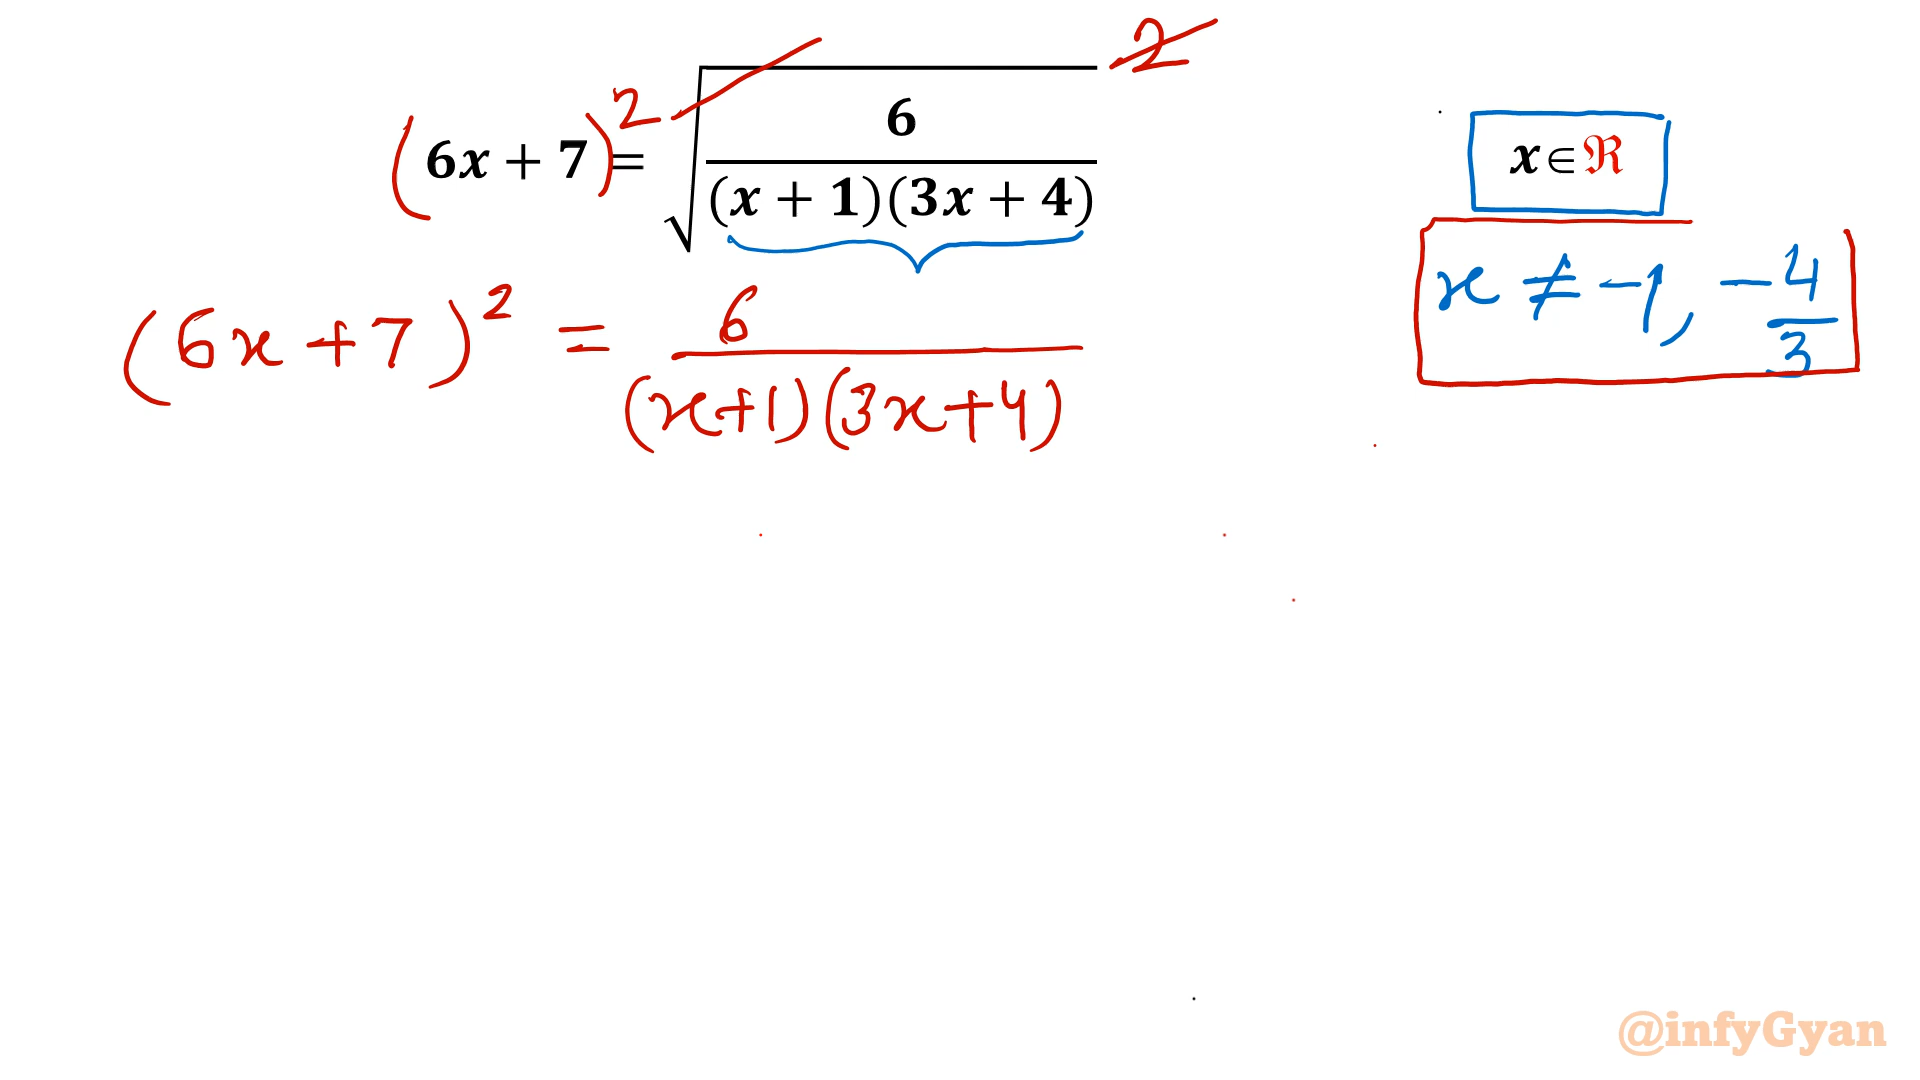 (6x + 7)² = √(6 / (x + 1)(3x + 4)) 2
x ∈ ℜ
x ≠ -1, -4/3
(6x+7)² = 6 / (x+1)(3x+4)
@infyGyan